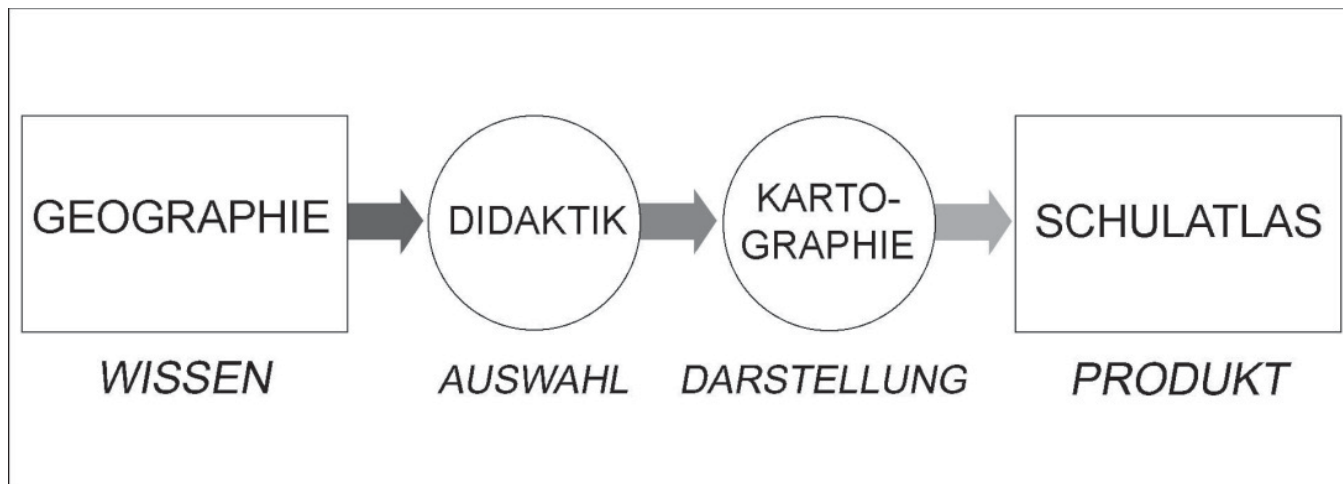 GEOGRAPHIE
DIDAKTIK
KARTO-
GRAPHIE
SCHULATLAS
WISSEN
AUSWAHL
DARSTELLUNG
PRODUKT